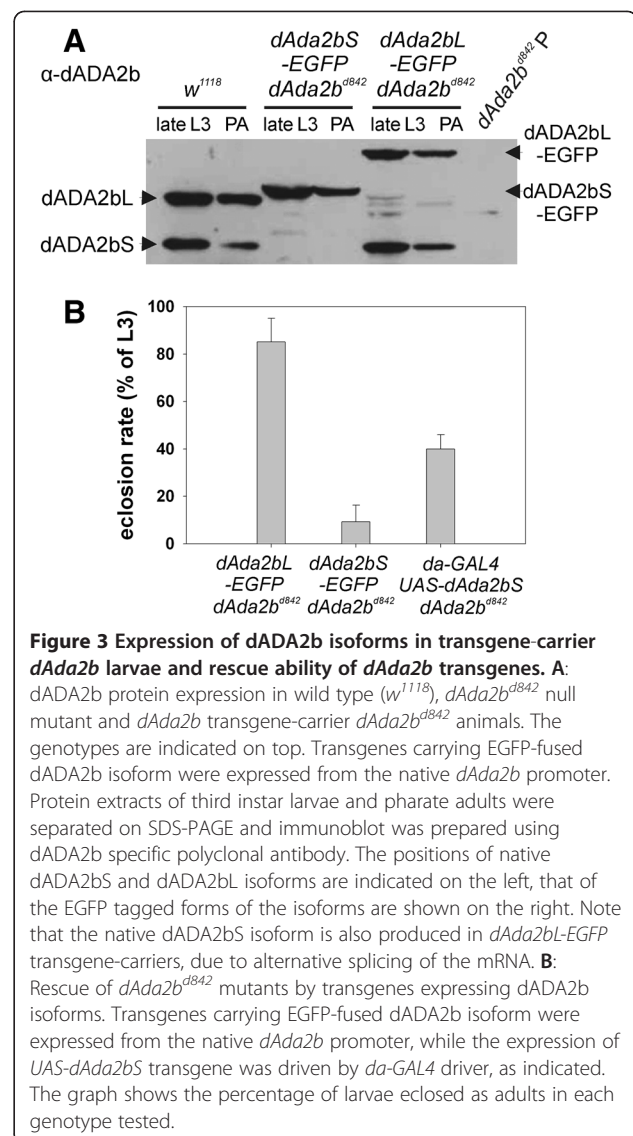 A
α-dADA2b
w1118
dAda2bS
-EGFP
dAda2bd842
dAda2bL
-EGFP
dAda2bd842
dAda2bd842 P
late L3 PA late L3 PA late L3 PA
dADA2bL
dADA2bS
dADA2bL
-EGFP
dADA2bS
-EGFP
B
eclosion rate (% of L3)
100
80
60
40
20
0
dAda2bL
-EGFP
dAda2bd842
dAda2bS
-EGFP
dAda2bd842
da-GAL4
UAS-dAda2bS
dAda2bd842
Figure 3 Expression of dADA2b isoforms in transgene-carrier
dAda2b larvae and rescue ability of dAda2b transgenes. A:
dADA2b protein expression in wild type (w1118), dAda2bd842 null
mutant and dAda2b transgene-carrier dAda2bd842 animals. The
genotypes are indicated on top. Transgenes carrying EGFP-fused
dADA2b isoform were expressed from the native dAda2b promoter.
Protein extracts of third instar larvae and pharate adults were
separated on SDS-PAGE and immunoblot was prepared using
dADA2b specific polyclonal antibody. The positions of native
dADA2bS and dADA2bL isoforms are indicated on the left, that of
the EGFP tagged forms of the isoforms are shown on the right. Note
that the native dADA2bS isoform is also produced in dAda2bL-EGFP
transgene-carriers, due to alternative splicing of the mRNA. B:
Rescue of dAda2bd842 mutants by transgenes expressing dADA2b
isoforms. Transgenes carrying EGFP-fused dADA2b isoform were
expressed from the native dAda2b promoter, while the expression of
UAS-dAda2bS transgene was driven by da-GAL4 driver, as indicated.
The graph shows the percentage of larvae eclosed as adults in each
genotype tested.